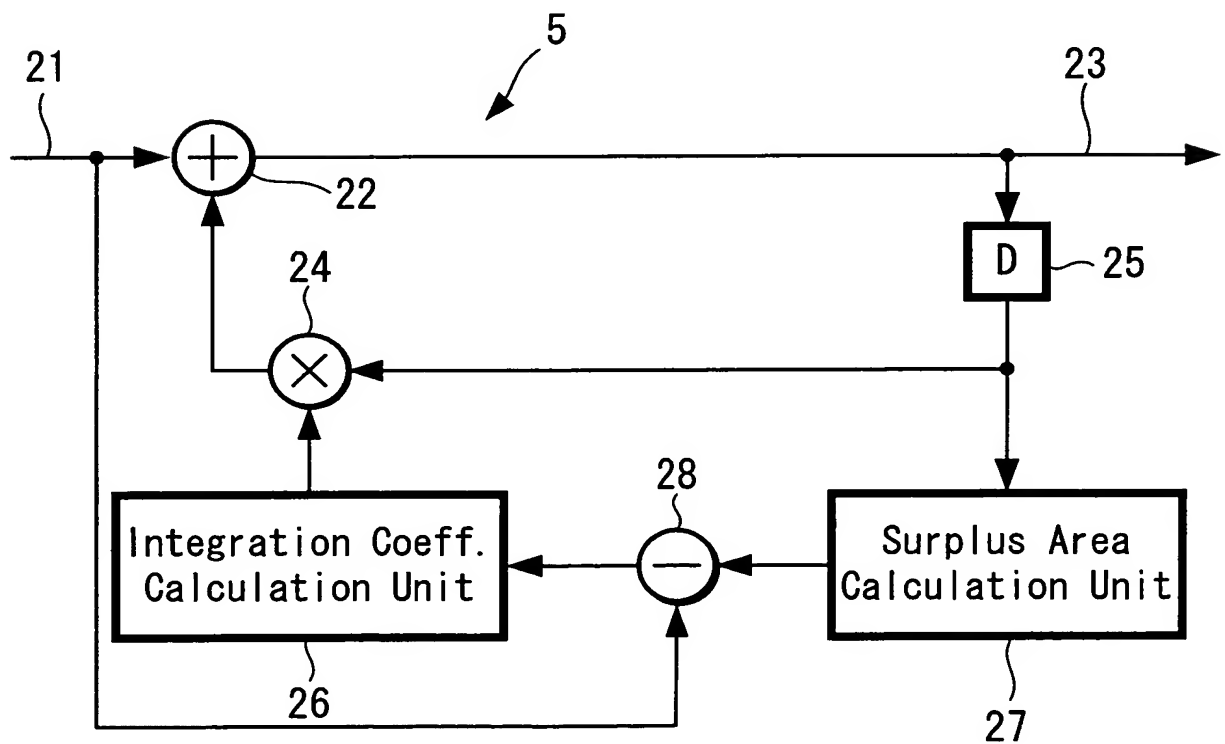 5
21
23
22
24
D
25
28
Integration Coeff.
Calculation Unit
Surplus Area
Calculation Unit
26
27